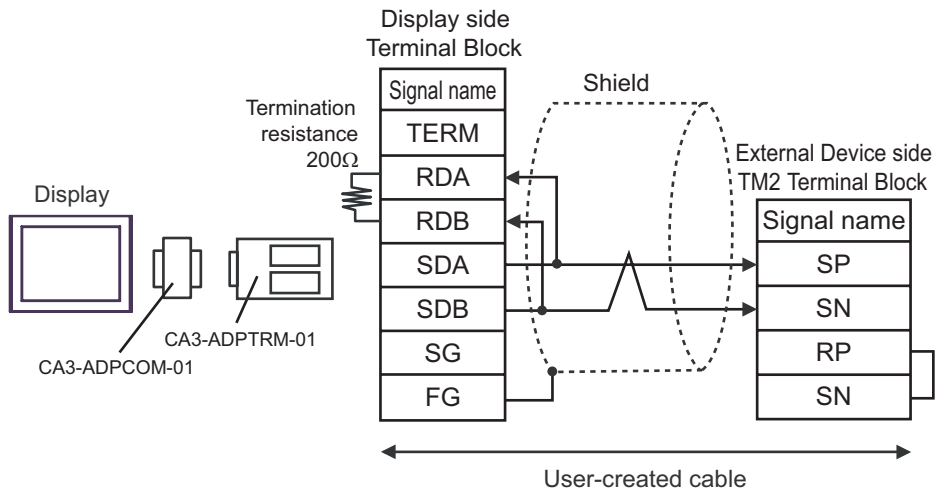 Display side
Terminal Block
Signal name
TERM
RDA
RDB
SDA
SDB
SG
FG
Termination
resistance
200Ω
Shield
External Device side
TM2 Terminal Block
Signal name
SP
SN
RP
SN
Display
CA3-ADPTRM-01
CA3-ADPCOM-01
User-created cable